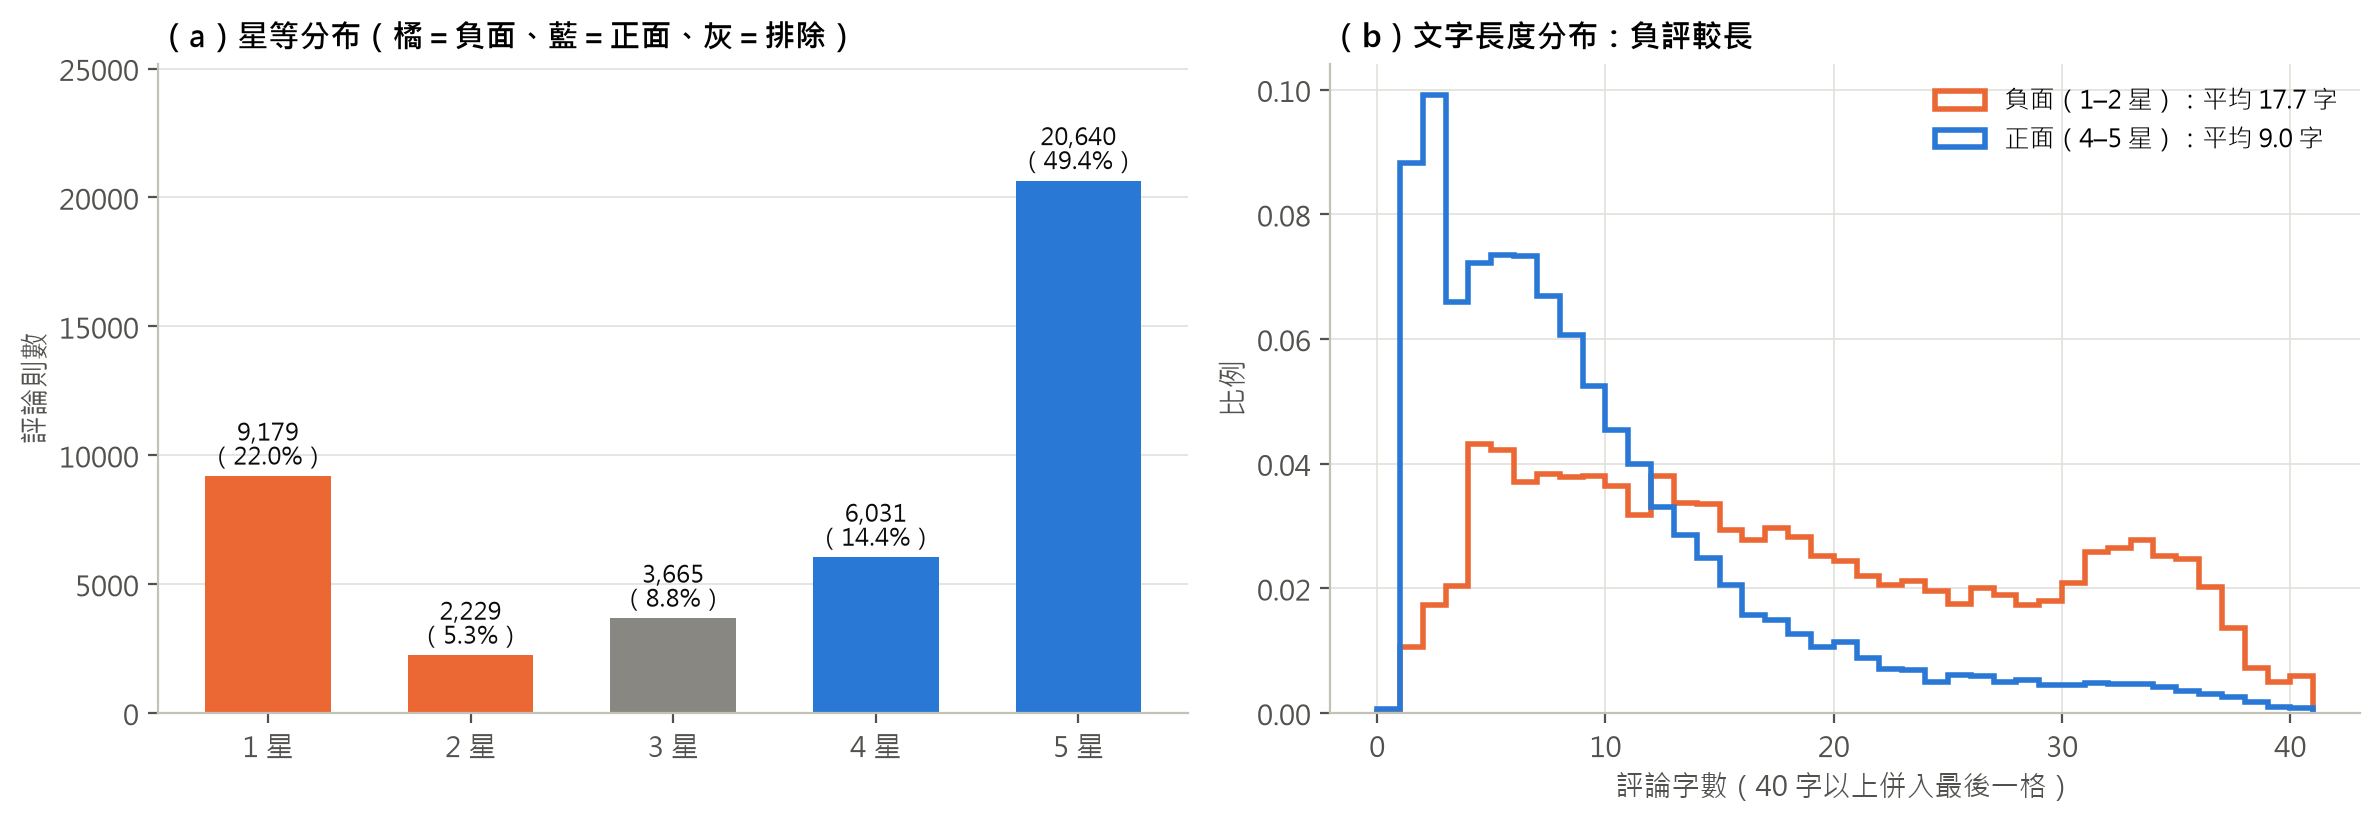 （a）星等分布（橘＝負面、藍＝正面、灰＝排除）
評論則數
25000
20000
15000
10000
5000
0
9,179
（22.0%）
2,229
（5.3%）
3,665
（8.8%）
6,031
（14.4%）
20,640
（49.4%）
1 星
2 星
3 星
4 星
5 星
（b）文字長度分布：負評較長
比例
0.10
0.08
0.06
0.04
0.02
0.00
負面（1–2 星）：平均 17.7 字
正面（4–5 星）：平均 9.0 字
0
10
20
30
40
評論字數（40 字以上併入最後一格）